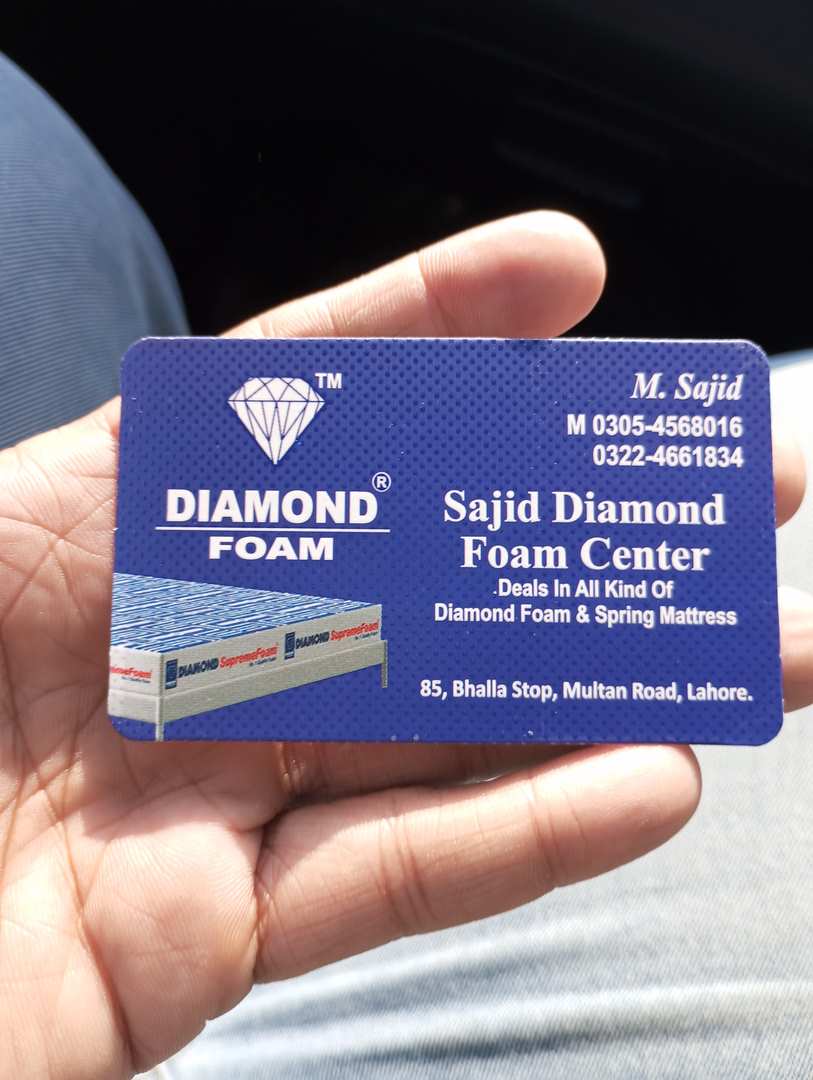 TM
DIAMOND®
FOAM
M. Sajid
M 0305-4568016
0322-4661834
Sajid Diamond
Foam Center
.Deals In All Kind Of
Diamond Foam & Spring Mattress
85, Bhalla Stop, Multan Road, Lahore.
DIAMOND SupremeFoam
DIAMOND SupremeFoam